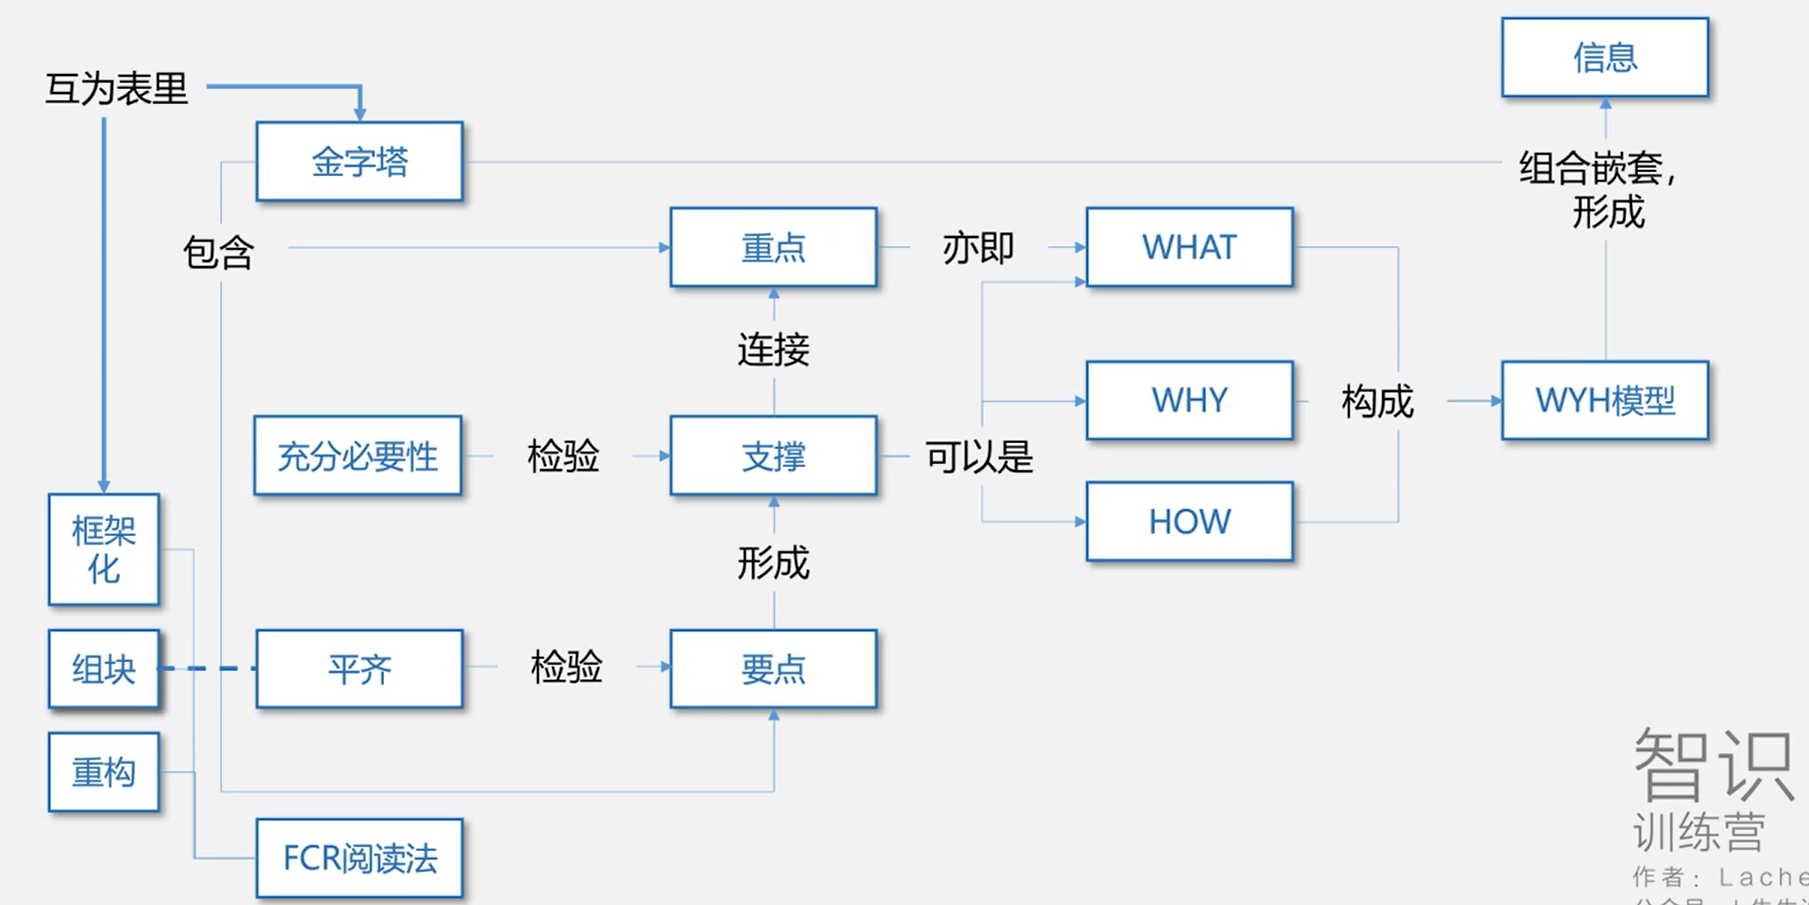 信息
互为表里
金字塔
组合嵌套，
形成
包含
重点
亦即
WHAT
连接
WHY
构成
WYH模型
充分必要性
检验
支撑
可以是
框架
化
HOW
形成
组块
平齐
检验
要点
重构
FCR阅读法
智识
训练营
作者：Lache